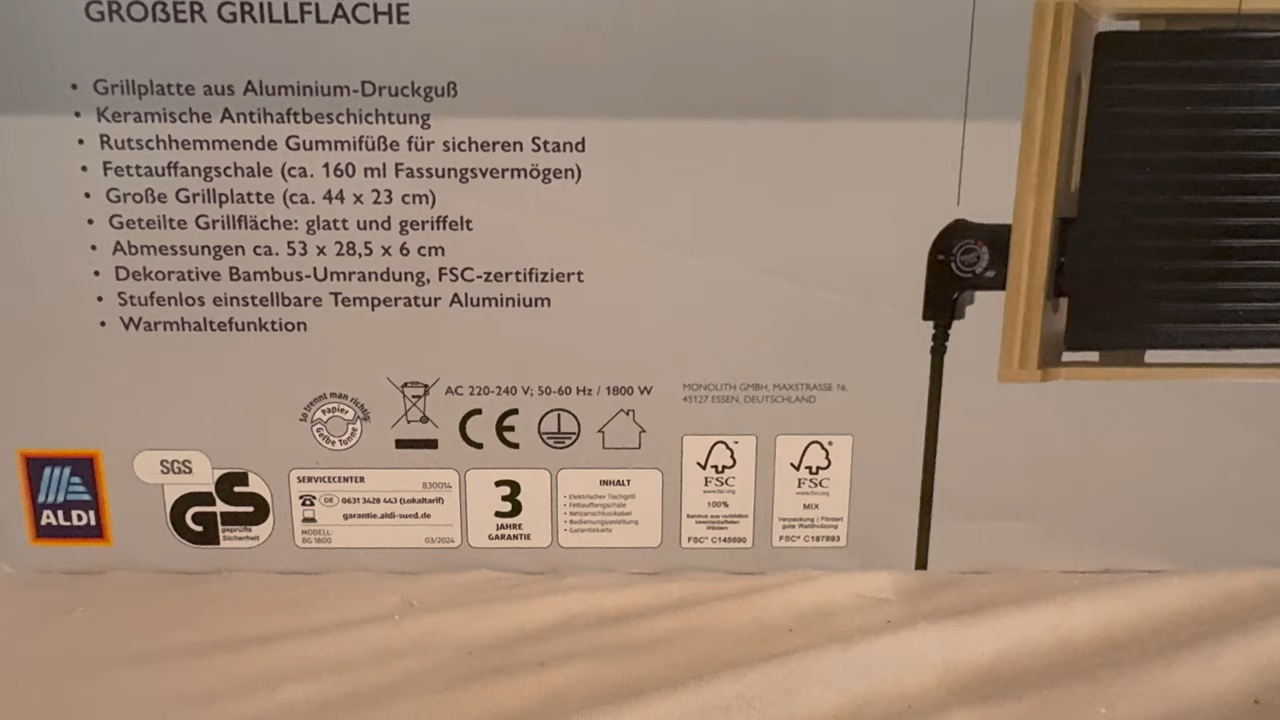 GROẞER GRILLFLÄCHE
• Grillplatte aus Aluminium-Druckguß
• Keramische Antihaftbeschichtung
• Rutschhemmende Gummifüße für sicheren Stand
• Fettauffangschale (ca. 160 ml Fassungsvermögen)
• Große Grillplatte (ca. 44 x 23 cm)
• Geteilte Grillfläche: glatt und geriffelt
• Abmessungen ca. 53 x 28,5 x 6 cm
• Dekorative Bambus-Umrandung, FSC-zertifiziert
• Stufenlos einstellbare Temperatur Aluminium
• Warmhaltefunktion
So trennt man richtig:
Papier
Gelbe Tonne
AC 220-240 V; 50-60 Hz / 1800 W
CE
MONOLITH GMBH, MAXSTRASSE 16,
45127 ESSEN, DEUTSCHLAND
ALDI
SGS
GS
geprüfte
Sicherheit
SERVICECENTER 830014
DE 0631 3428 443 (Lokaltarif)
garantie.aldi-sued.de
MODELL:
BG 1800 03/2024
3
JAHRE
GARANTIE
INHALT
• Elektrischer Tischgrill
• Fettauffangschale
• Netzanschlusskabel
• Bedienungsanleitung
• Garantiekarte
FSC
www.fsc.org
100%
Bambus aus vorbildlich
bewirtschafteten
Wäldern
FSC® C145690
FSC
www.fsc.org
MIX
Verpackung | Fördert
gute Waldnutzung
FSC® C187893